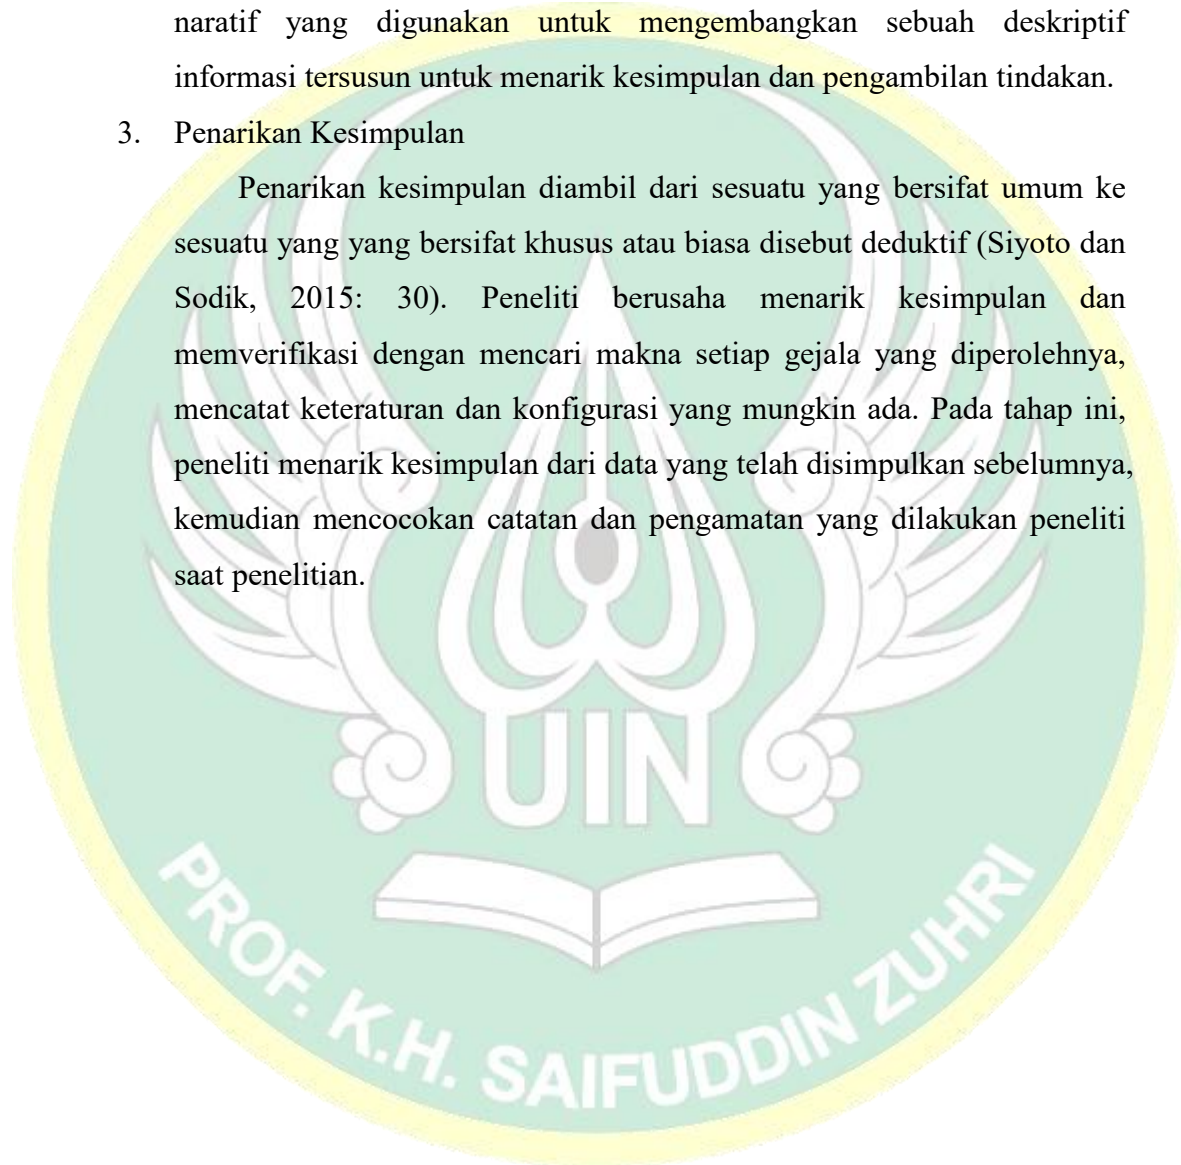 naratif yang digunakan untuk mengembangkan sebuah deskriptif
informasi tersusun untuk menarik kesimpulan dan pengambilan tindakan.
3. Penarikan Kesimpulan
Penarikan kesimpulan diambil dari sesuatu yang bersifat umum ke
sesuatu yang yang bersifat khusus atau biasa disebut deduktif (Siyoto dan
Sodik, 2015: 30). Peneliti berusaha menarik kesimpulan dan
memverifikasi dengan mencari makna setiap gejala yang diperolehnya,
mencatat keteraturan dan konfigurasi yang mungkin ada. Pada tahap ini,
peneliti menarik kesimpulan dari data yang telah disimpulkan sebelumnya,
kemudian mencocokan catatan dan pengamatan yang dilakukan peneliti
saat penelitian.
UIN
PROF. K.H. SAIFUDDIN ZUHRI